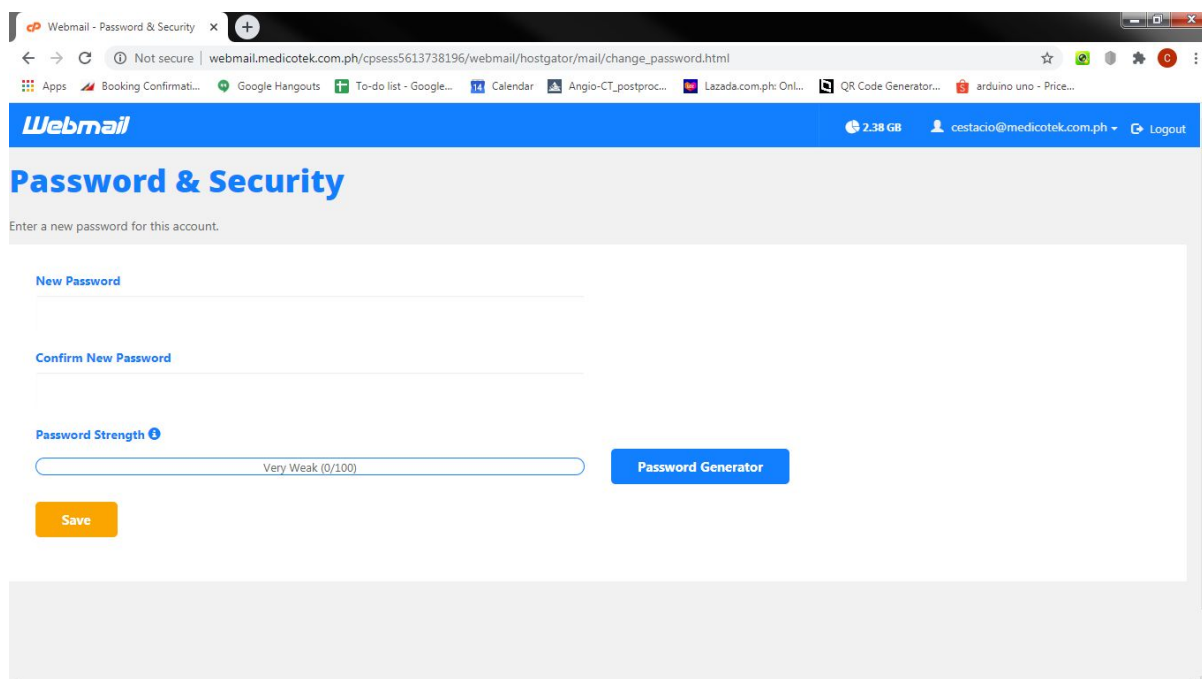 cP Webmail - Password & Security
Not secure | webmail.medicotek.com.ph/cpsess5613738196/webmail/hostgator/mail/change_password.html C
Apps Booking Confirmati... Google Hangouts To-do list - Google... 14 Calendar Angio-CT_postproc... Lazada.com.ph: Onl... QR Code Generator... arduino uno - Price...
Webmail 2.38 GB cestacio@medicotek.com.ph Logout
Password & Security
Enter a new password for this account.
New Password
Confirm New Password
Password Strength
Very Weak (0/100) Password Generator
Save